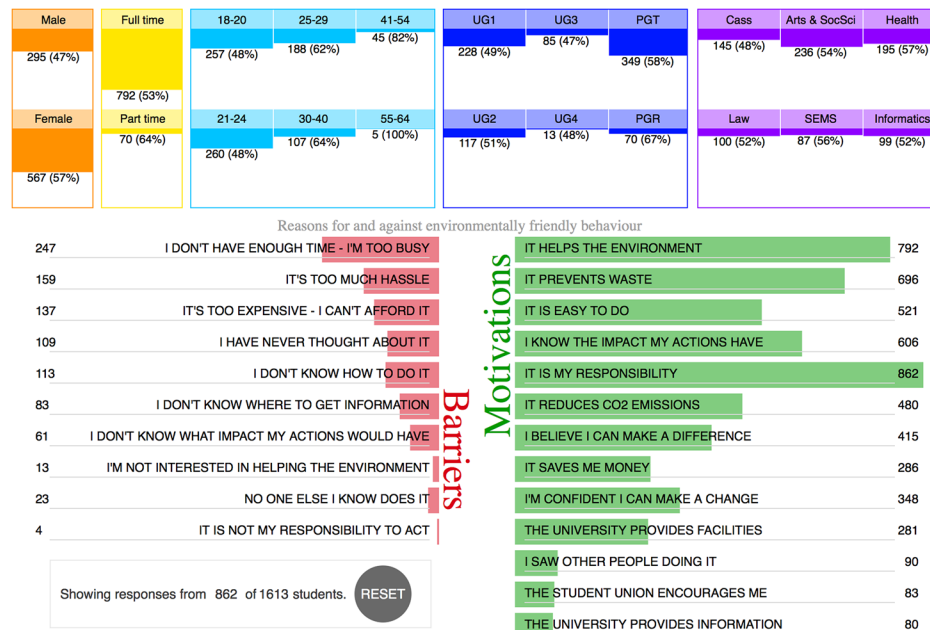 Male Full time 18-20 25-29 41-54 UG1 UG3 PGT Cass Arts & SocSci Health
295 (47%) 792 (53%) 257 (48%) 188 (62%) 45 (82%) 228 (49%) 85 (47%) 349 (58%) 145 (48%) 236 (54%) 195 (57%)
Female Part time 21-24 30-40 55-64 UG2 UG4 PGR Law SEMS Informatics
567 (57%) 70 (64%) 260 (48%) 107 (64%) 5 (100%) 117 (51%) 13 (48%) 70 (67%) 100 (52%) 87 (56%) 99 (52%)
Reasons for and against environmentally friendly behaviour
Barriers
247 I DON'T HAVE ENOUGH TIME - I'M TOO BUSY
159 IT'S TOO MUCH HASSLE
137 IT'S TOO EXPENSIVE - I CAN'T AFFORD IT
109 I HAVE NEVER THOUGHT ABOUT IT
113 I DON'T KNOW HOW TO DO IT
83 I DON'T KNOW WHERE TO GET INFORMATION
61 I DON'T KNOW WHAT IMPACT MY ACTIONS WOULD HAVE
13 I'M NOT INTERESTED IN HELPING THE ENVIRONMENT
23 NO ONE ELSE I KNOW DOES IT
4 IT IS NOT MY RESPONSIBILITY TO ACT
Motivations
IT HELPS THE ENVIRONMENT 792
IT PREVENTS WASTE 696
IT IS EASY TO DO 521
I KNOW THE IMPACT MY ACTIONS HAVE 606
IT IS MY RESPONSIBILITY 862
IT REDUCES CO2 EMISSIONS 480
I BELIEVE I CAN MAKE A DIFFERENCE 415
IT SAVES ME MONEY 286
I'M CONFIDENT I CAN MAKE A CHANGE 348
THE UNIVERSITY PROVIDES FACILITIES 281
I SAW OTHER PEOPLE DOING IT 90
THE STUDENT UNION ENCOURAGES ME 83
THE UNIVERSITY PROVIDES INFORMATION 80
Showing responses from 862 of 1613 students. RESET